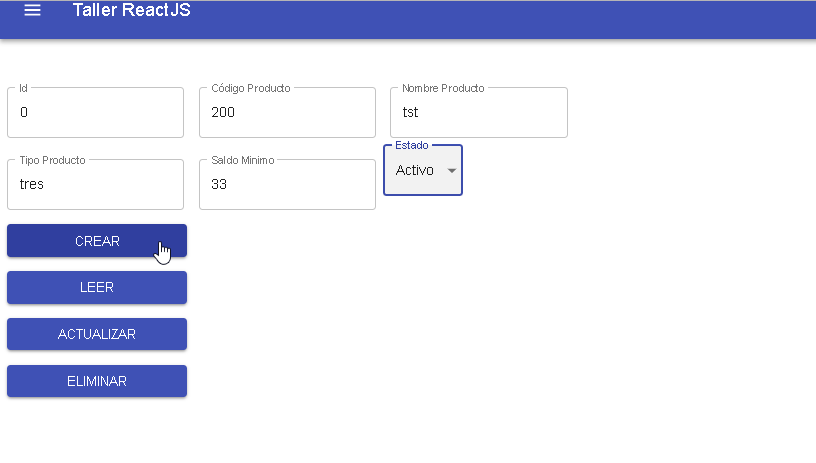 Taller ReactJS
Id
0
Código Producto
200
Nombre Producto
tst
Tipo Producto
tres
Saldo Minimo
33
Estado
Activo
CREAR
LEER
ACTUALIZAR
ELIMINAR